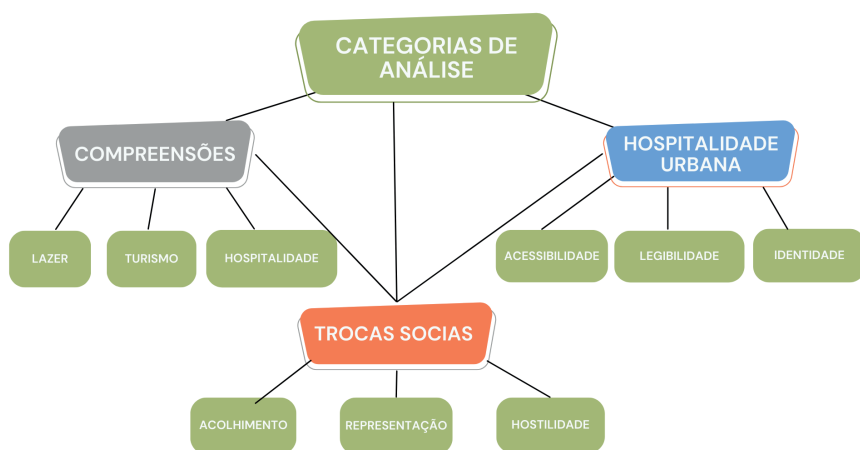 CATEGORIAS DE
ANÁLISE
COMPREENSÕES
HOSPITALIDADE
URBANA
LAZER
TURISMO
HOSPITALIDADE
ACESSIBILIDADE
LEGIBILIDADE
IDENTIDADE
TROCAS SOCIAS
ACOLHIMENTO
REPRESENTAÇÃO
HOSTILIDADE